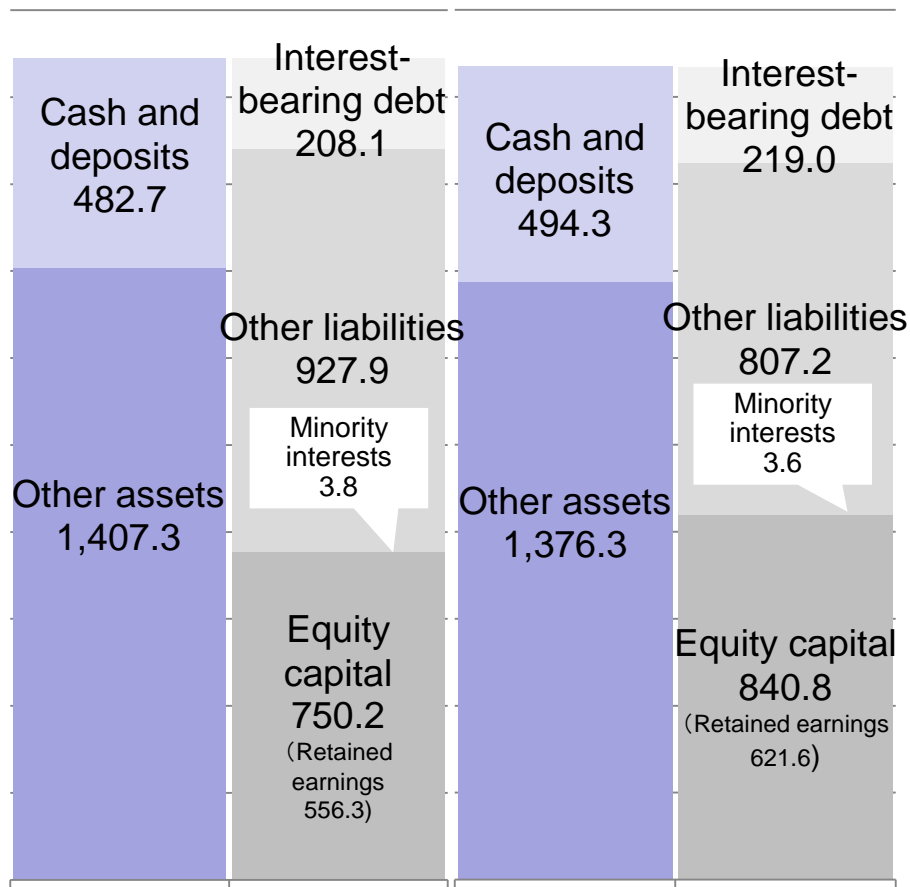 Cash and
deposits
482.7
Other assets
1,407.3
Interest-
bearing debt
208.1
Other liabilities
927.9
Minority
interests
3.8
Equity
capital
750.2
（Retained
earnings
556.3)
Cash and
deposits
494.3
Other assets
1,376.3
Interest-
bearing debt
219.0
Other liabilities
807.2
Minority
interests
3.6
Equity capital
840.8
（Retained earnings
621.6)